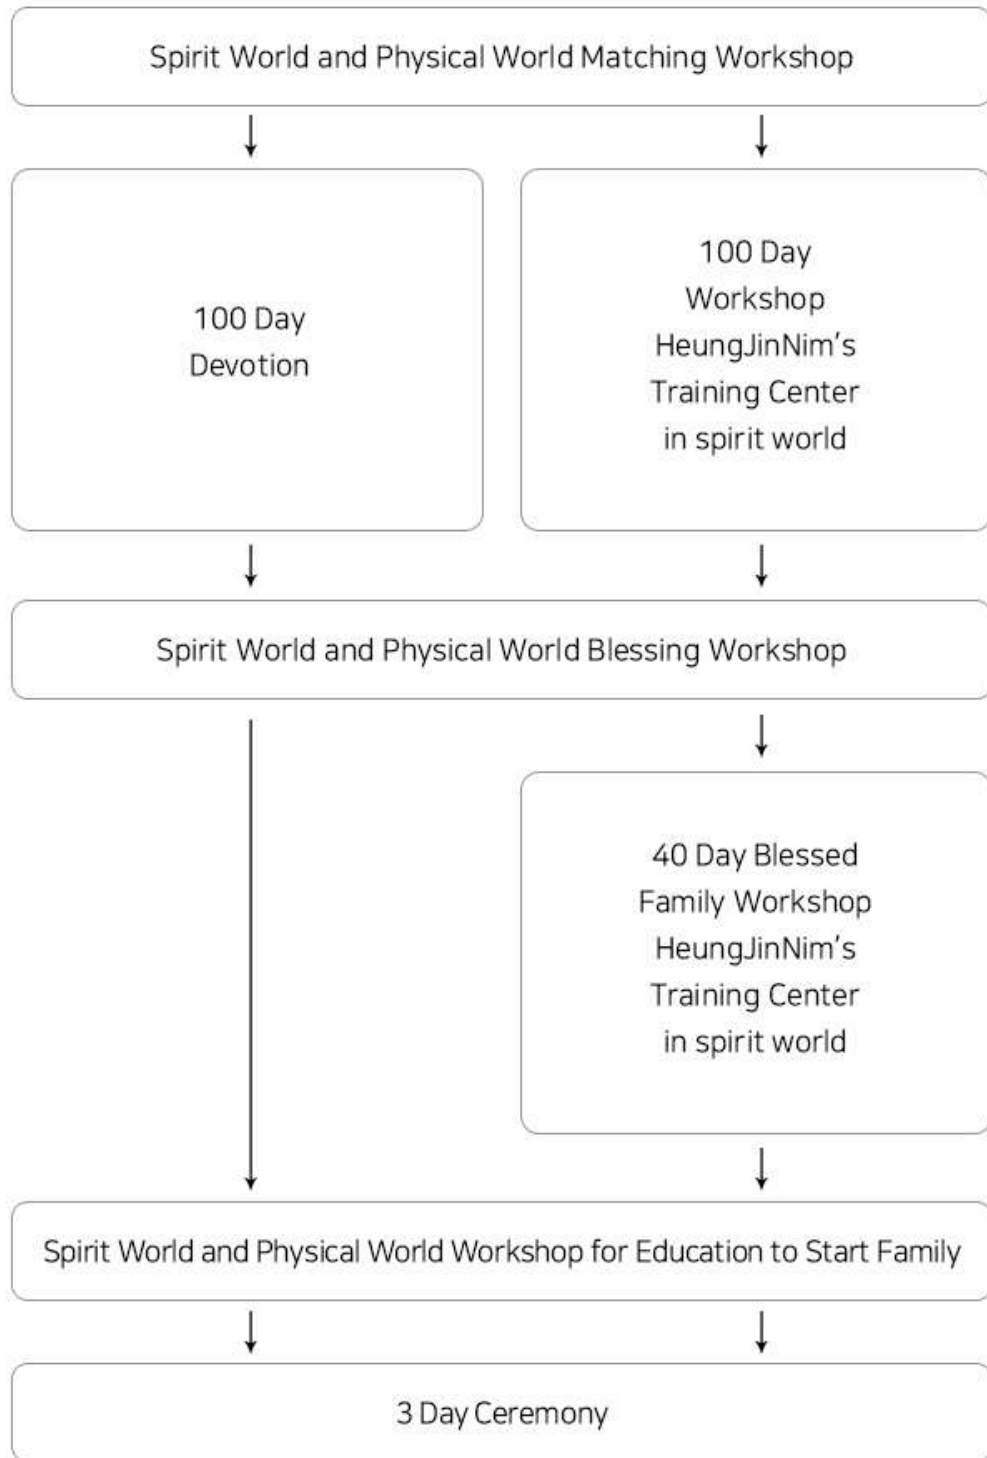 Spirit World and Physical World Matching Workshop
100 Day
Devotion
100 Day
Workshop
HeungJinNim's
Training Center
in spirit world
Spirit World and Physical World Blessing Workshop
40 Day Blessed
Family Workshop
HeungJinNim's
Training Center
in spirit world
Spirit World and Physical World Workshop for Education to Start Family
3 Day Ceremony